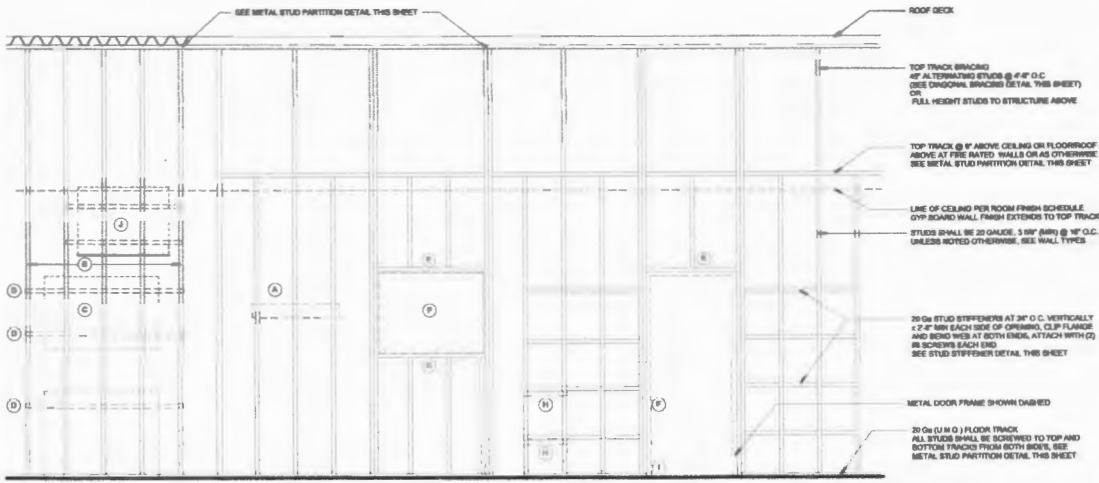 SEE METAL STUD PARTITION DETAIL THIS SHEET
ROOF DECK
TOP TRACK BRACING
45° ALTERNATING STUDS @ 4'-0" O.C
(SEE DIAGONAL BRACING DETAIL THIS SHEET)
OR
FULL HEIGHT STUDS TO STRUCTURE ABOVE
TOP TRACK @ 6" ABOVE CEILING OR FLOOR/ROOF
ABOVE AT FIRE RATED WALLS OR AS OTHERWISE
SEE METAL STUD PARTITION DETAIL THIS SHEET
LINE OF CEILING PER ROOM FINISH SCHEDULE
GYP BOARD WALL FINISH EXTENDS TO TOP TRACK
STUDS SHALL BE 20 GAUGE, (MIN) @ 16" O.C.
UNLESS NOTED OTHERWISE, SEE WALL TYPES
J
B
D
C
A
F
E
D
D
H
F
H
20 Ga STUD STIFFENERS AT 24" O.C. VERTICALLY
x 2'-8" MIN EACH SIDE OF OPENING, CLIP FLANGE
AND BEND WEB AT BOTH ENDS, ATTACH WITH (2)
SCREWS EACH END
SEE STUD STIFFENER DETAIL THIS SHEET
METAL DOOR FRAME SHOWN DASHED
20 Ga (U.N.O.) FLOOR TRACK
ALL STUDS SHALL BE SCREWED TO TOP AND
BOTTOM TRACKS FROM BOTH SIDES, SEE
METAL STUD PARTITION DETAIL THIS SHEET